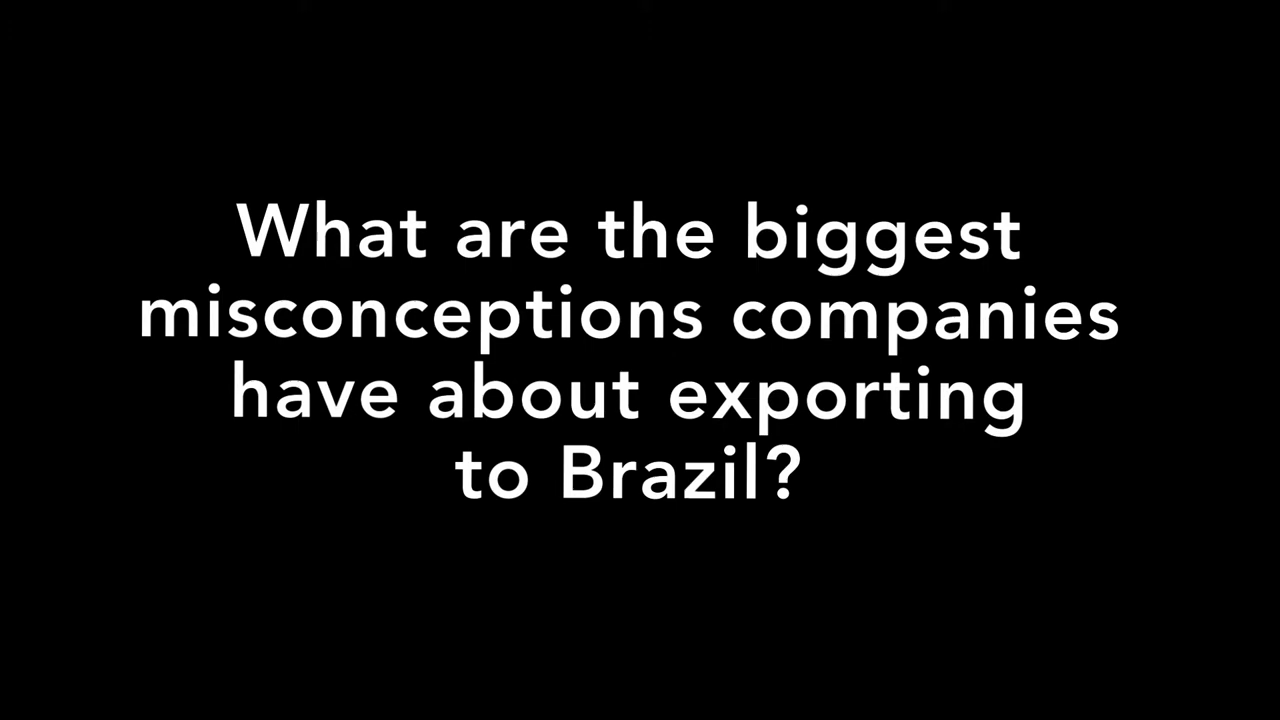 What are the biggest
misconceptions companies
have about exporting
to Brazil?